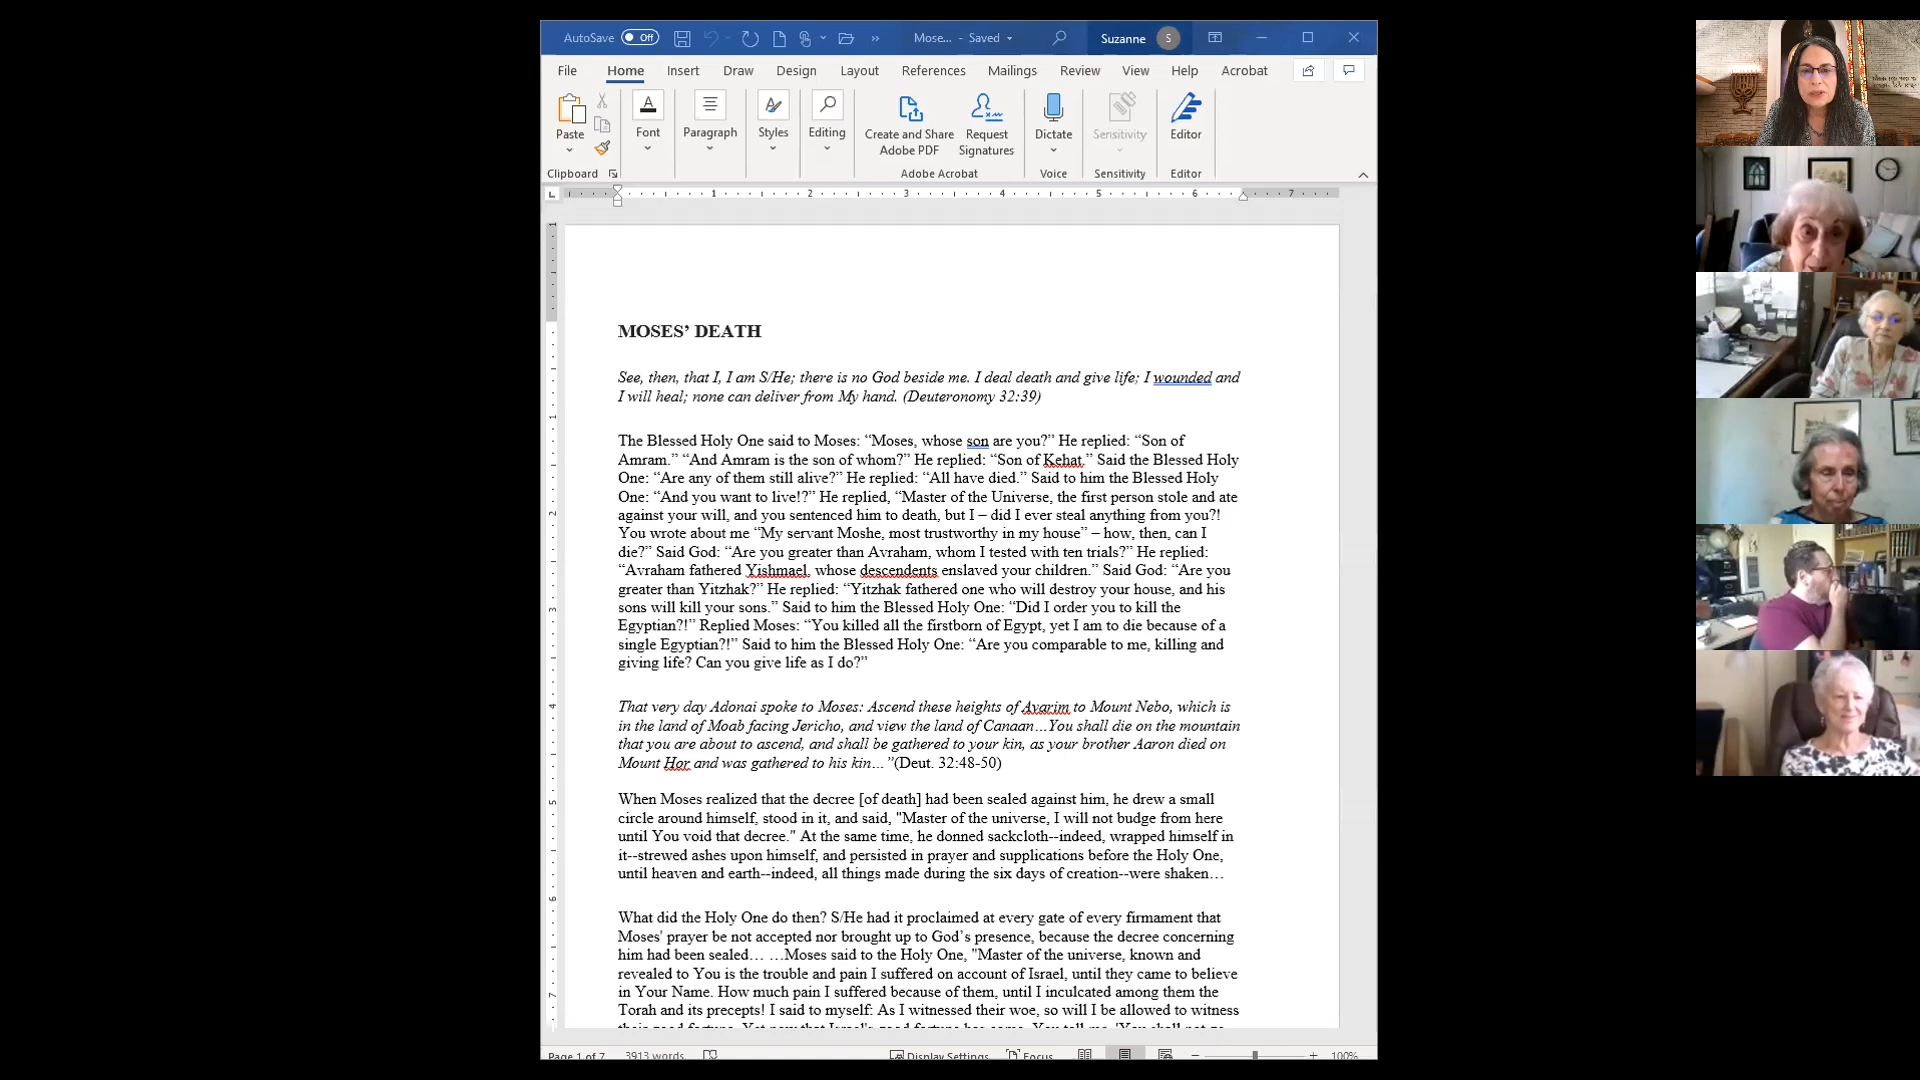 AutoSave Off Mose... - Saved Suzanne S
File Home Insert Draw Design Layout References Mailings Review View Help Acrobat
Paste Font Paragraph Styles Editing Create and Share Adobe PDF Request Signatures Dictate Sensitivity Editor
Clipboard Adobe Acrobat Voice Sensitivity Editor
1 2 3 4 5 6 7
MOSES’ DEATH
See, then, that I, I am S/He; there is no God beside me. I deal death and give life; I wounded and
I will heal; none can deliver from My hand. (Deuteronomy 32:39)
The Blessed Holy One said to Moses: “Moses, whose son are you?” He replied: “Son of
Amram.” “And Amram is the son of whom?” He replied: “Son of Kehat.” Said the Blessed Holy
One: “Are any of them still alive?” He replied: “All have died.” Said to him the Blessed Holy
One: “And you want to live!?” He replied, “Master of the Universe, the first person stole and ate
against your will, and you sentenced him to death, but I – did I ever steal anything from you?!
You wrote about me “My servant Moshe, most trustworthy in my house” – how, then, can I
die?” Said God: “Are you greater than Avraham, whom I tested with ten trials?” He replied:
“Avraham fathered Yishmael, whose descendents enslaved your children.” Said God: “Are you
greater than Yitzhak?” He replied: “Yitzhak fathered one who will destroy your house, and his
sons will kill your sons.” Said to him the Blessed Holy One: “Did I order you to kill the
Egyptian?!” Replied Moses: “You killed all the firstborn of Egypt, yet I am to die because of a
single Egyptian?!” Said to him the Blessed Holy One: “Are you comparable to me, killing and
giving life? Can you give life as I do?”
That very day Adonai spoke to Moses: Ascend these heights of Avarim to Mount Nebo, which is
in the land of Moab facing Jericho, and view the land of Canaan…You shall die on the mountain
that you are about to ascend, and shall be gathered to your kin, as your brother Aaron died on
Mount Hor and was gathered to his kin…”(Deut. 32:48-50)
When Moses realized that the decree [of death] had been sealed against him, he drew a small
circle around himself, stood in it, and said, "Master of the universe, I will not budge from here
until You void that decree." At the same time, he donned sackcloth--indeed, wrapped himself in
it--strewed ashes upon himself, and persisted in prayer and supplications before the Holy One,
until heaven and earth--indeed, all things made during the six days of creation--were shaken…
What did the Holy One do then? S/He had it proclaimed at every gate of every firmament that
Moses' prayer be not accepted nor brought up to God’s presence, because the decree concerning
him had been sealed… …Moses said to the Holy One, "Master of the universe, known and
revealed to You is the trouble and pain I suffered on account of Israel, until they came to believe
in Your Name. How much pain I suffered because of them, until I inculcated among them the
Torah and its precepts! I said to myself: As I witnessed their woe, so will I be allowed to witness
their good fortune. Yet now that Israel's good fortune has come, You tell me, 'You shall not go
Page 1 of 7 3913 words Display Settings Focus 100%